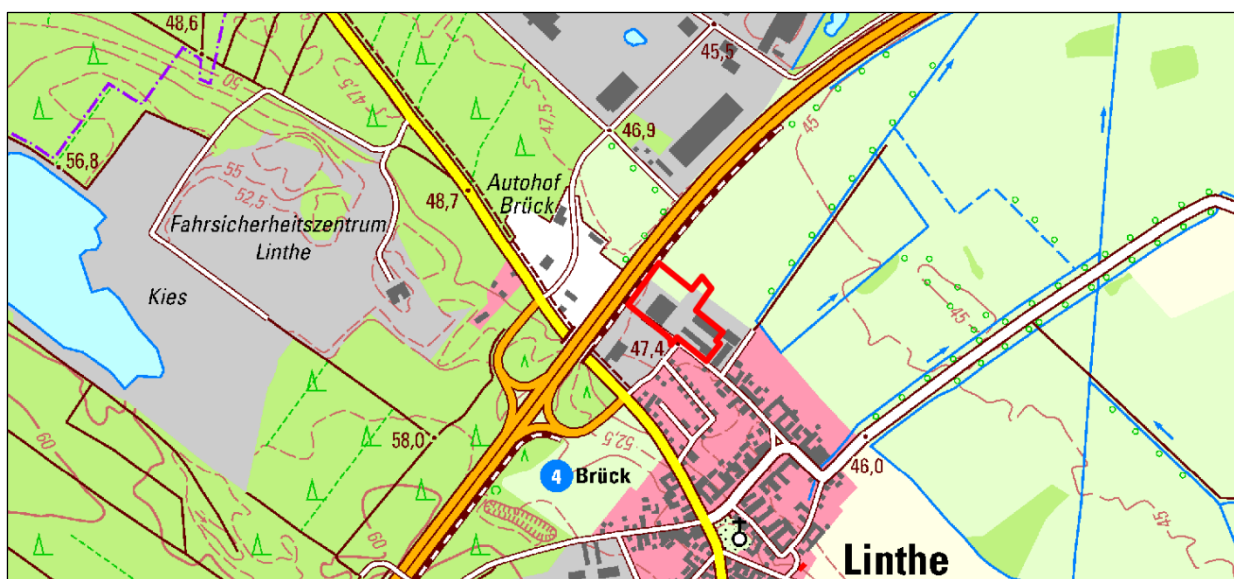 48,6
50
47,5
45,5
47,5
46,9
45
56,8
55
52,5
48,7
Autohof
Brück
Fahrsicherheitszentrum
Linthe
Kies
45
47,4
60
58,0
52,5
46,0
4 Brück
60
45
Linthe